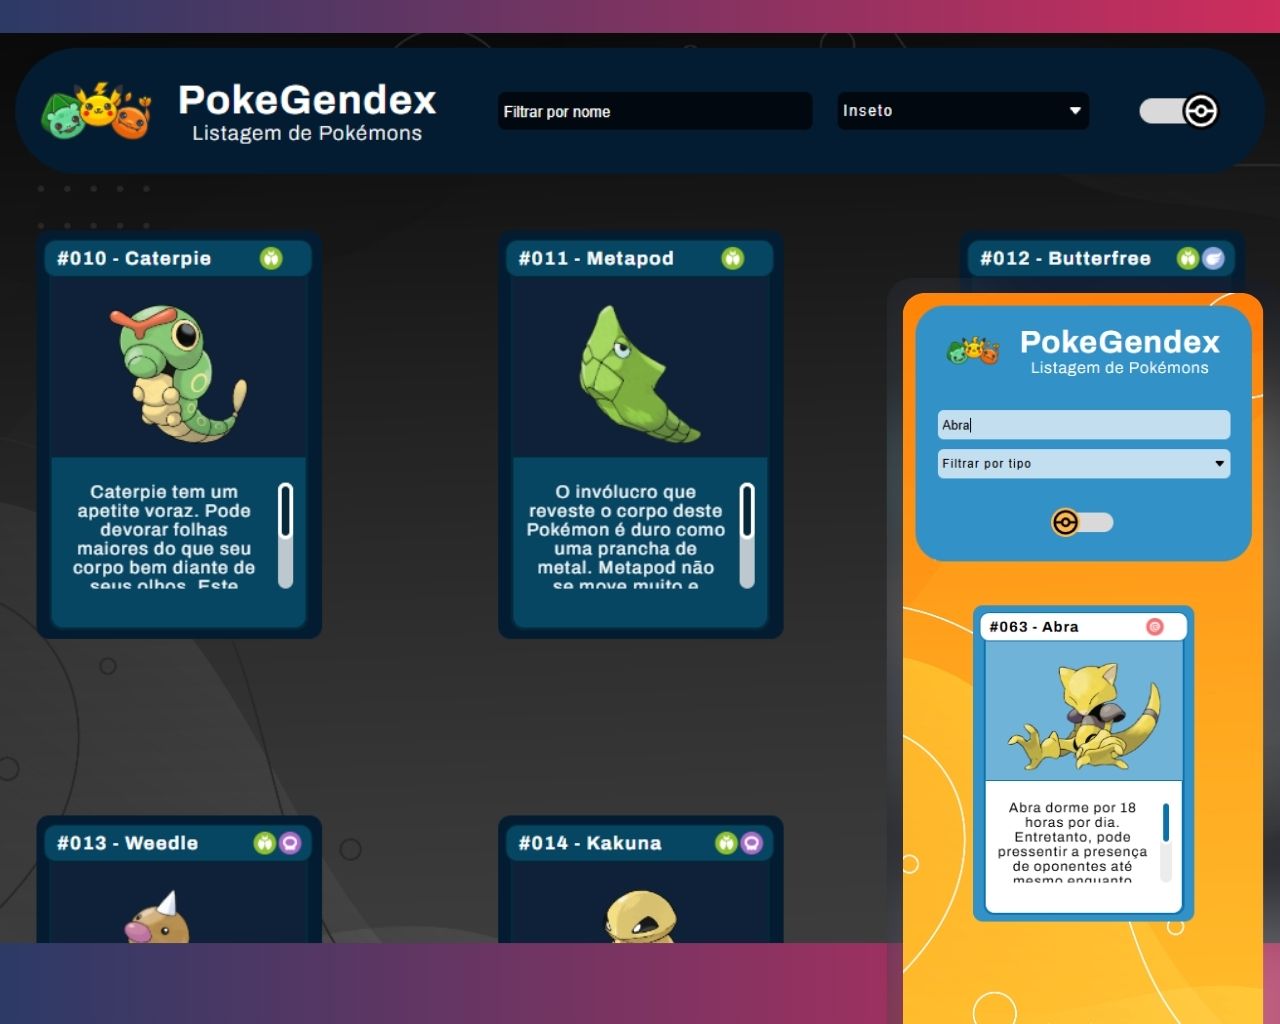 PokeGendex
Listagem de Pokémons
Filtrar por nome
Inseto
#010 - Caterpie
Caterpie tem um
apetite voraz. Pode
devorar folhas
maiores do que seu
corpo bem diante de
seus olhos. Este
#011 - Metapod
O invólucro que
reveste o corpo deste
Pokémon é duro como
uma prancha de
metal. Metapod não
se move muito e
#012 - Butterfree
#013 - Weedle
#014 - Kakuna
PokeGendex
Listagem de Pokémons
Abra
Filtrar por tipo
#063 - Abra
Abra dorme por 18
horas por dia.
Entretanto, pode
pressentir a presença
de oponentes até
mesmo enquanto